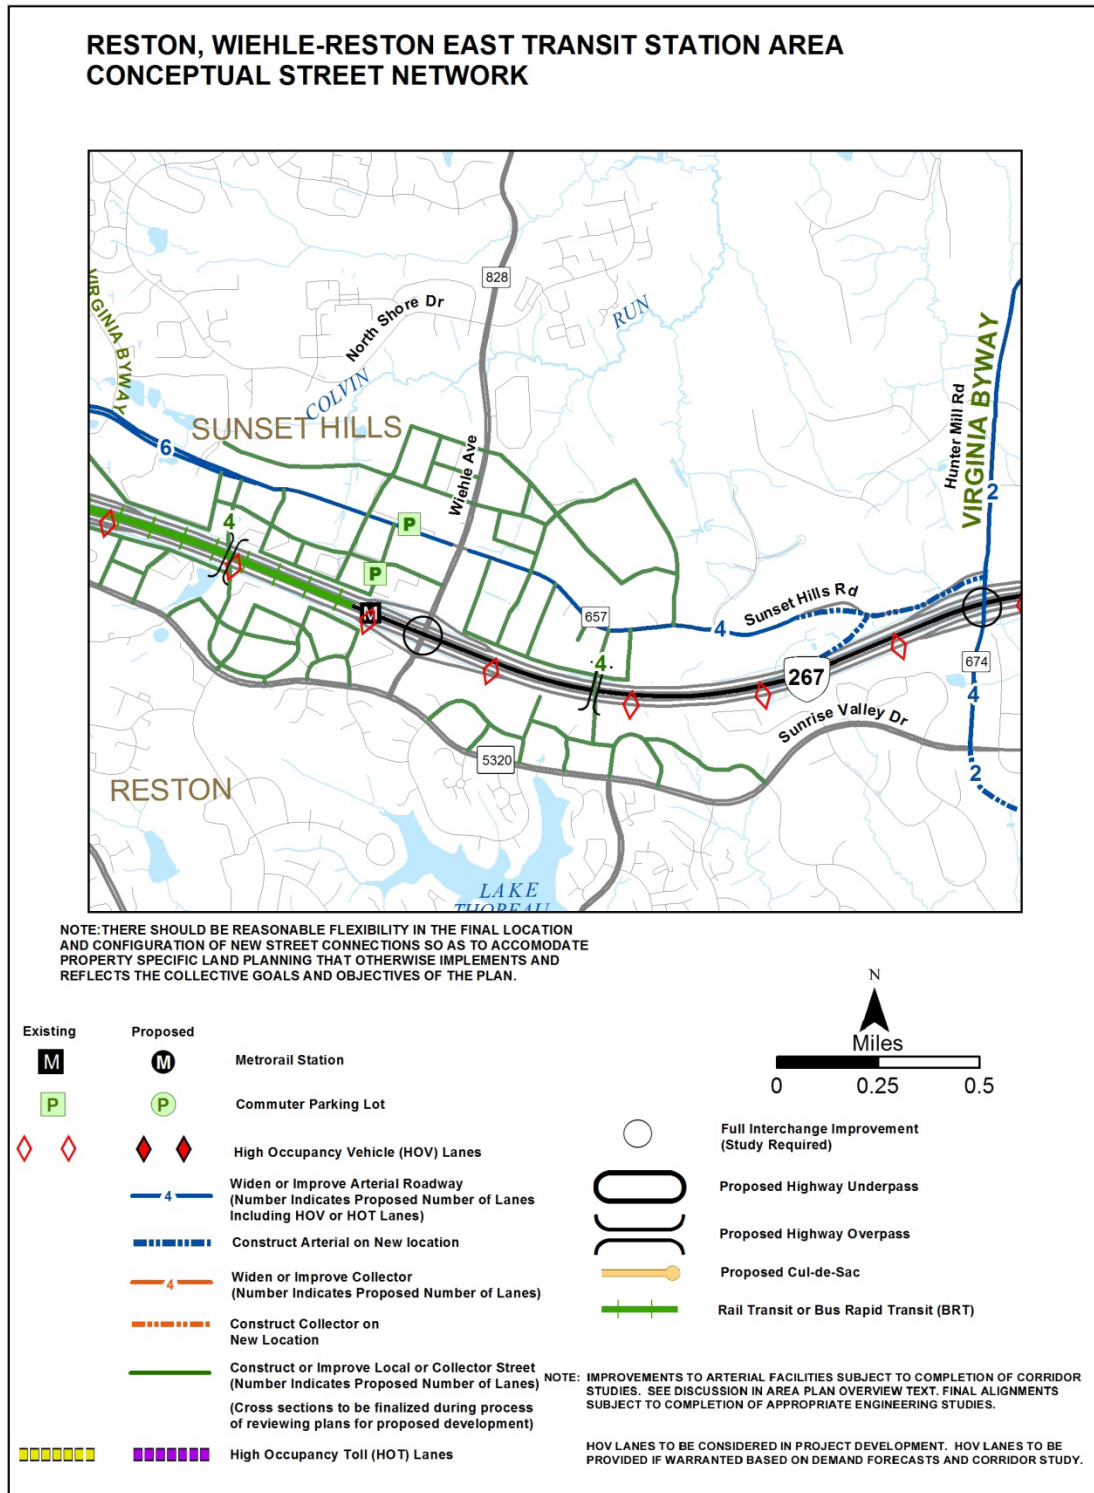 RESTON, WIEHLE-RESTON EAST TRANSIT STATION AREA
CONCEPTUAL STREET NETWORK
828
North Shore Dr
COLVIN
RUN
VIRGINIA BYWAY
SUNSET HILLS
6
Wiehle Ave
Hunter Mill Rd
VIRGINIA BYWAY
2
4
P
P
M
657
4
Sunset Hills Rd
4
267
674
4
Sunrise Valley Dr
5320
2
RESTON
LAKE
THOREAU
NOTE:THERE SHOULD BE REASONABLE FLEXIBILITY IN THE FINAL LOCATION
AND CONFIGURATION OF NEW STREET CONNECTIONS SO AS TO ACCOMODATE
PROPERTY SPECIFIC LAND PLANNING THAT OTHERWISE IMPLEMENTS AND
REFLECTS THE COLLECTIVE GOALS AND OBJECTIVES OF THE PLAN.
N
Miles
0 0.25 0.5
Existing Proposed
M M Metrorail Station
P P Commuter Parking Lot
High Occupancy Vehicle (HOV) Lanes
4 Widen or Improve Arterial Roadway
(Number Indicates Proposed Number of Lanes
Including HOV or HOT Lanes)
Construct Arterial on New location
4 Widen or Improve Collector
(Number Indicates Proposed Number of Lanes)
Construct Collector on
New Location
Construct or Improve Local or Collector Street
(Number Indicates Proposed Number of Lanes)
(Cross sections to be finalized during process
of reviewing plans for proposed development)
High Occupancy Toll (HOT) Lanes
Full Interchange Improvement
(Study Required)
Proposed Highway Underpass
Proposed Highway Overpass
Proposed Cul-de-Sac
Rail Transit or Bus Rapid Transit (BRT)
NOTE: IMPROVEMENTS TO ARTERIAL FACILITIES SUBJECT TO COMPLETION OF CORRIDOR
STUDIES. SEE DISCUSSION IN AREA PLAN OVERVIEW TEXT. FINAL ALIGNMENTS
SUBJECT TO COMPLETION OF APPROPRIATE ENGINEERING STUDIES.
HOV LANES TO BE CONSIDERED IN PROJECT DEVELOPMENT. HOV LANES TO BE
PROVIDED IF WARRANTED BASED ON DEMAND FORECASTS AND CORRIDOR STUDY.